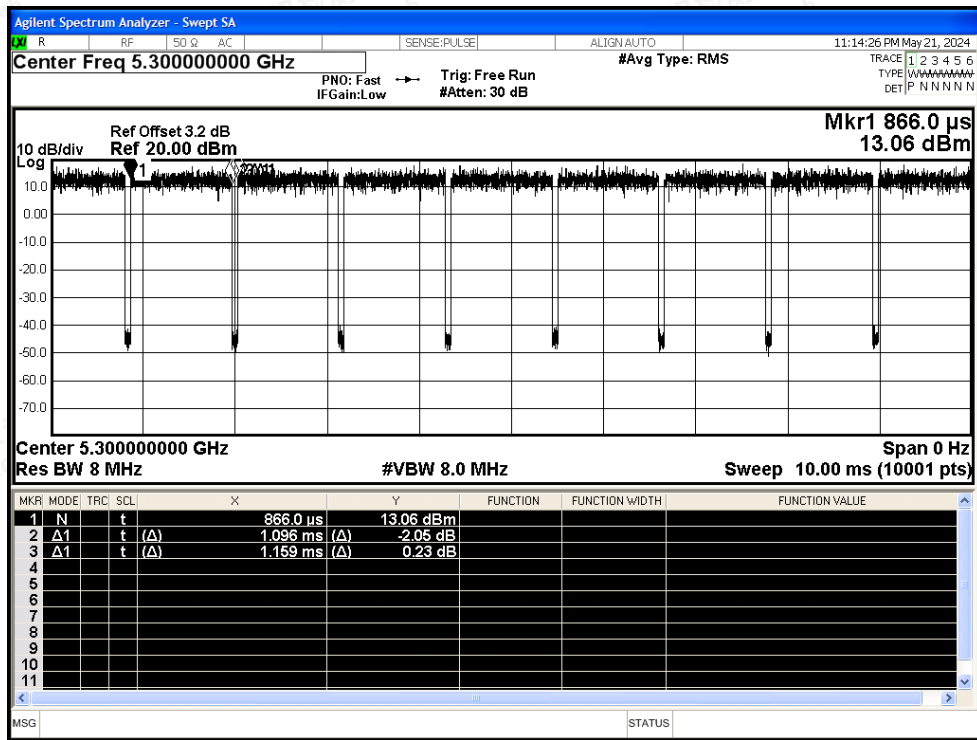 Agilent Spectrum Analyzer - Swept SA
LXI R RF 50 Ω AC SENSE:PULSE ALIGN AUTO 11:14:26 PM May 21, 2024
Center Freq 5.300000000 GHz
PNO: Fast
IFGain:Low
Trig: Free Run
#Atten: 30 dB
#Avg Type: RMS
TRACE 1 2 3 4 5 6
TYPE
DET P N N N N N
Mkr1 866.0 µs
13.06 dBm
Ref Offset 3.2 dB
10 dB/div Ref 20.00 dBm
Log
1
10.0
0.00
-10.0
-20.0
-30.0
-40.0
-50.0
-60.0
-70.0
Center 5.300000000 GHz Span 0 Hz
Res BW 8 MHz #VBW 8.0 MHz Sweep 10.00 ms (10001 pts)
MKR MODE TRC SCL X Y FUNCTION FUNCTION WIDTH FUNCTION VALUE
1 N t 866.0 µs 13.06 dBm
2 Δ1 t (Δ) 1.096 ms (Δ) -2.05 dB
3 Δ1 t (Δ) 1.159 ms (Δ) 0.23 dB
4
5
6
7
8
9
10
11
MSG STATUS